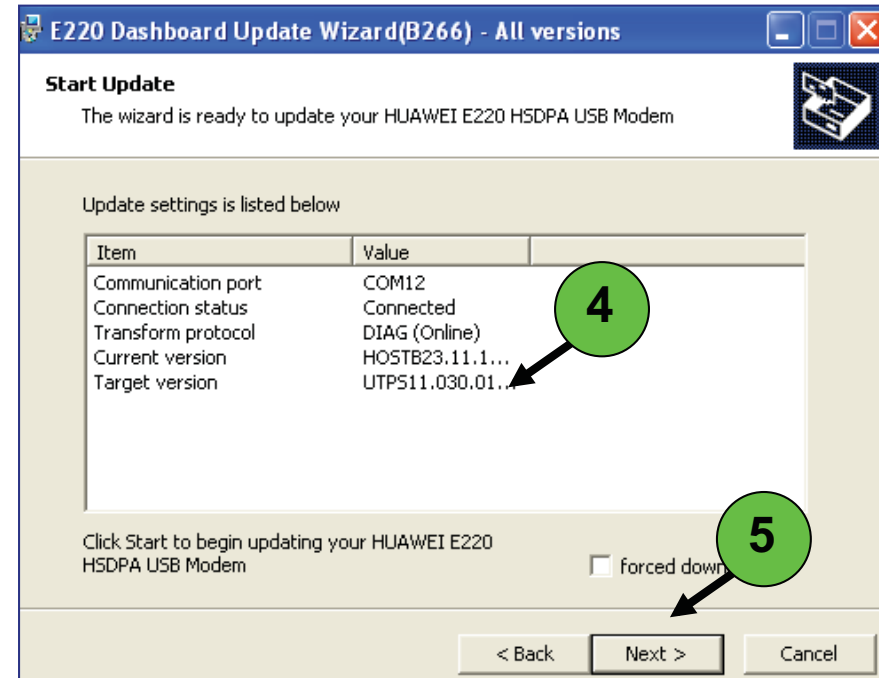 E220 Dashboard Update Wizard(B266) - All versions
Start Update
The wizard is ready to update your HUAWEI E220 HSDPA USB Modem
Update settings is listed below
Item Value
Communication port COM12
Connection status Connected
4
Transform protocol DIAG (Online)
Current version HOSTB23.11.1...
Target version UTPS11.030.01...
5
Click Start to begin updating your HUAWEI E220
HSDPA USB Modem
forced down
< Back Next > Cancel